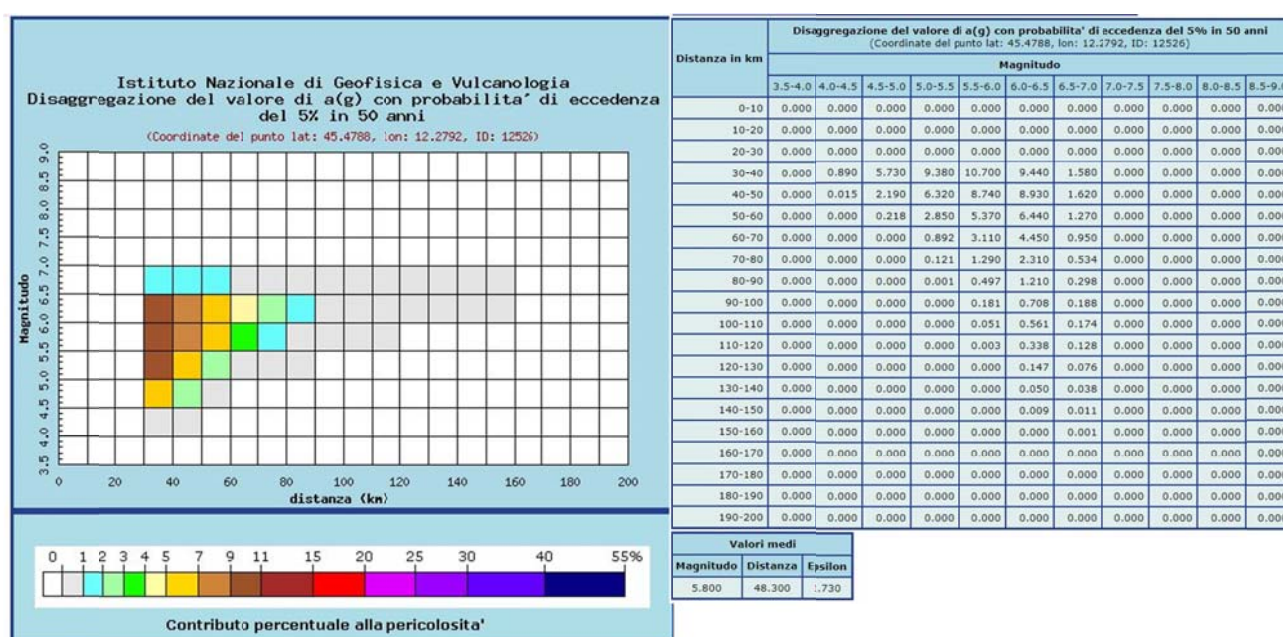 Istituto Nazionale di Geofisica e Vulcanologia
Disaggregazione del valore di a(g) con probabilita' di eccedenza
del 5% in 50 anni
(Coordinate del punto lat: 45.4788, lon: 12.2792, ID: 12526)
Magnitudo
9.0
8.5
8.0
7.5
7.0
6.5
6.0
5.5
5.0
4.5
4.0
3.5
0 20 40 60 80 100 120 140 160 180 200
distanza (km)
0 1 2 3 4 5 7 9 11 15 20 25 30 40 55%
Contributo percentuale alla pericolosita'
Distanza in km
Disaggregazione del valore di a(g) con probabilita' di eccedenza del 5% in 50 anni
(Coordinate del punto lat: 45.4788, lon: 12.2792, ID: 12526)
Magnitudo
3.5-4.0 4.0-4.5 4.5-5.0 5.0-5.5 5.5-6.0 6.0-6.5 6.5-7.0 7.0-7.5 7.5-8.0 8.0-8.5
0-10 0.000 0.000 0.000 0.000 0.000 0.000 0.000 0.000 0.000 0.000
10-20 0.000 0.000 0.000 0.000 0.000 0.000 0.000 0.000 0.000 0.000
20-30 0.000 0.000 0.000 0.000 0.000 0.000 0.000 0.000 0.000 0.000
30-40 0.000 0.890 5.730 9.380 10.700 9.440 1.580 0.000 0.000 0.000
40-50 0.000 0.015 2.190 6.320 8.740 8.930 1.620 0.000 0.000 0.000
50-60 0.000 0.000 0.218 2.850 5.370 6.440 1.270 0.000 0.000 0.000
60-70 0.000 0.000 0.000 0.892 3.110 4.450 0.950 0.000 0.000 0.000
70-80 0.000 0.000 0.000 0.121 1.290 2.310 0.534 0.000 0.000 0.000
80-90 0.000 0.000 0.000 0.001 0.497 1.210 0.298 0.000 0.000 0.000
90-100 0.000 0.000 0.000 0.000 0.181 0.708 0.188 0.000 0.000 0.000
100-110 0.000 0.000 0.000 0.000 0.051 0.561 0.174 0.000 0.000 0.000
110-120 0.000 0.000 0.000 0.000 0.003 0.338 0.128 0.000 0.000 0.000
120-130 0.000 0.000 0.000 0.000 0.000 0.147 0.076 0.000 0.000 0.000
130-140 0.000 0.000 0.000 0.000 0.000 0.050 0.038 0.000 0.000 0.000
140-150 0.000 0.000 0.000 0.000 0.000 0.009 0.011 0.000 0.000 0.000
150-160 0.000 0.000 0.000 0.000 0.000 0.000 0.001 0.000 0.000 0.000
160-170 0.000 0.000 0.000 0.000 0.000 0.000 0.000 0.000 0.000 0.000
170-180 0.000 0.000 0.000 0.000 0.000 0.000 0.000 0.000 0.000 0.000
180-190 0.000 0.000 0.000 0.000 0.000 0.000 0.000 0.000 0.000 0.000
190-200 0.000 0.000 0.000 0.000 0.000 0.000 0.000 0.000 0.000 0.000
Valori medi
Magnitudo Distanza Epsilon
5.800 48.300